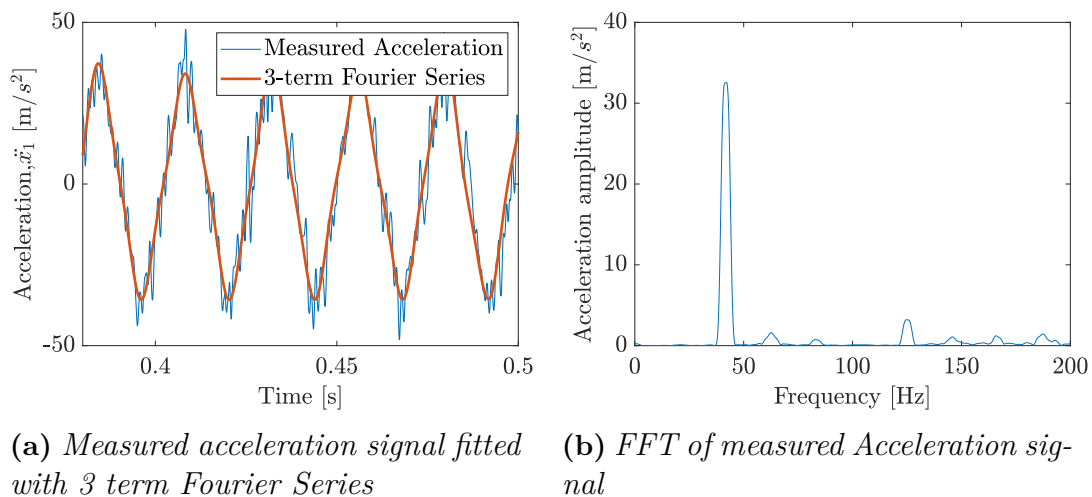 50
0
-50
Acceleration,ẍ₁ [m/s²]
Measured Acceleration
3-term Fourier Series
0.4
0.45
0.5
Time [s]
40
30
20
10
0
Acceleration amplitude [m/s²]
0
50
100
150
200
Frequency [Hz]
(a) Measured acceleration signal fitted
with 3 term Fourier Series
(b) FFT of measured Acceleration sig-
nal